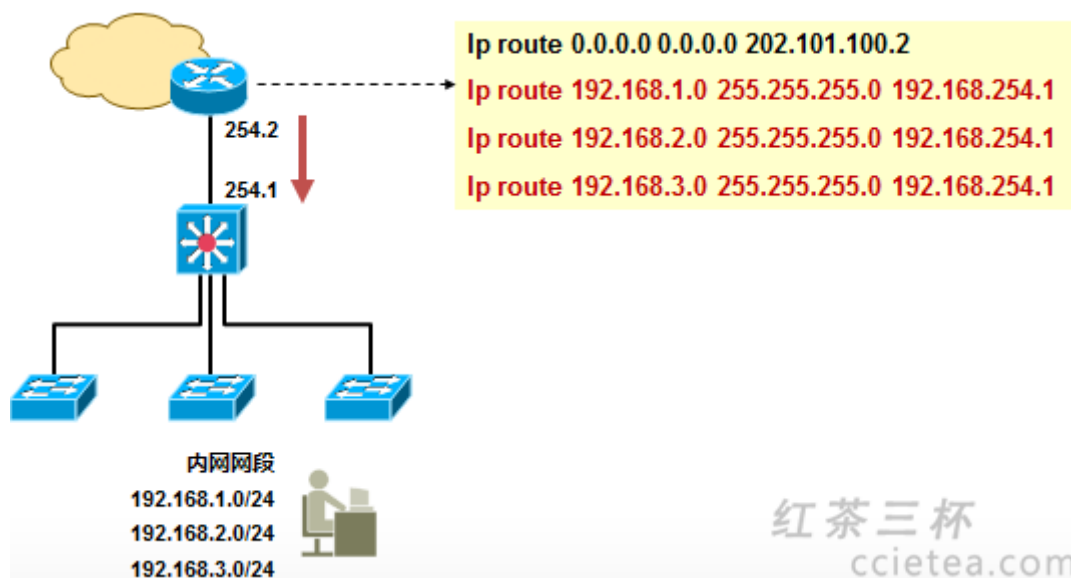 Ip route 0.0.0.0 0.0.0.0 202.101.100.2
Ip route 192.168.1.0 255.255.255.0 192.168.254.1
Ip route 192.168.2.0 255.255.255.0 192.168.254.1
Ip route 192.168.3.0 255.255.255.0 192.168.254.1
254.2
254.1
内网网段
192.168.1.0/24
192.168.2.0/24
192.168.3.0/24
红茶三杯
ccietea.com